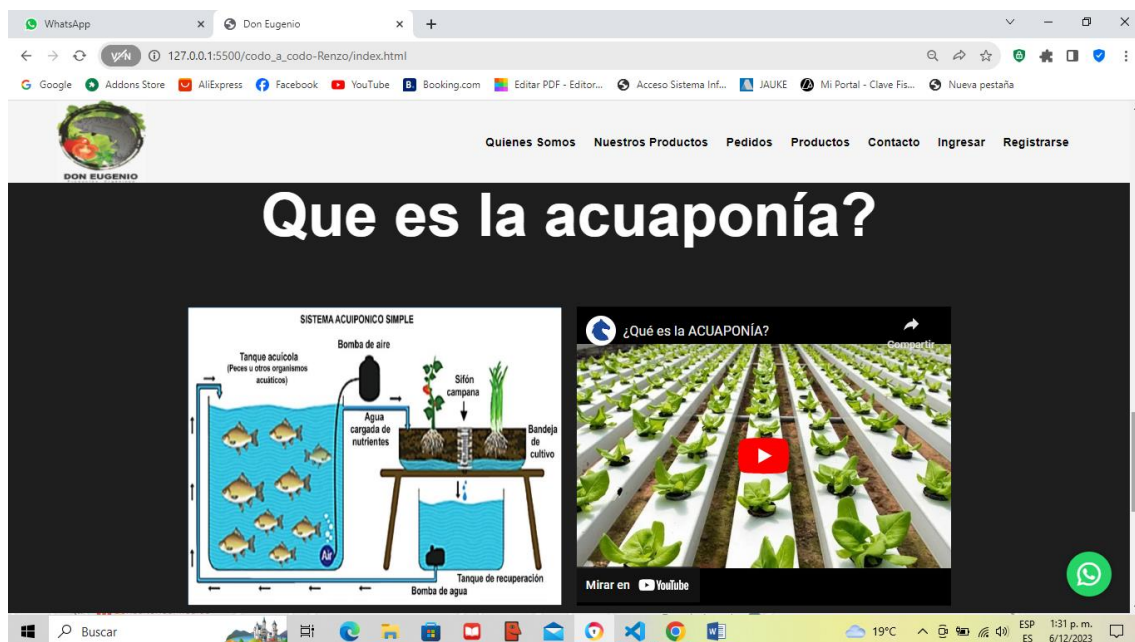 WhatsApp
Don Eugenio
127.0.0.1:5500/codo_a_codo-Renzo/index.html
Google
Addons Store
AliExpress
Facebook
YouTube
B.
Booking.com
Editar PDF - Editor...
Acceso Sistema Inf...
JAUKE
Mi Portal - Clave Fis...
Nueva pestaña
DON EUGENIO
Quienes Somos
Nuestros Productos
Pedidos
Productos
Contacto
Ingresar
Registrarse
Que es la acuaponía?
SISTEMA ACUIPONICO SIMPLE
Bomba de aire
Tanque acuícola
(Peces u otros organismos
acuáticos)
Sifón
campana
Agua
cargada de
nutrientes
Bandeja
de
cultivo
Air
Tanque de recuperación
Bomba de agua
¿Qué es la ACUAPONÍA?
Compartir
Mirar en YouTube
Buscar
19°C
ESP
ES
1:31 p. m.
6/12/2023